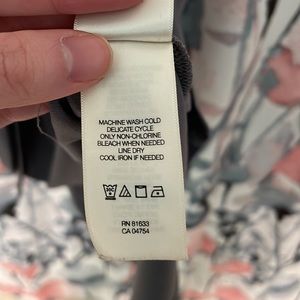 MACHINE WASH COLD
DELICATE CYCLE
ONLY NON-CHLORINE
BLEACH WHEN NEEDED
LINE DRY
COOL IRON IF NEEDED
RN 81633
CA 04754